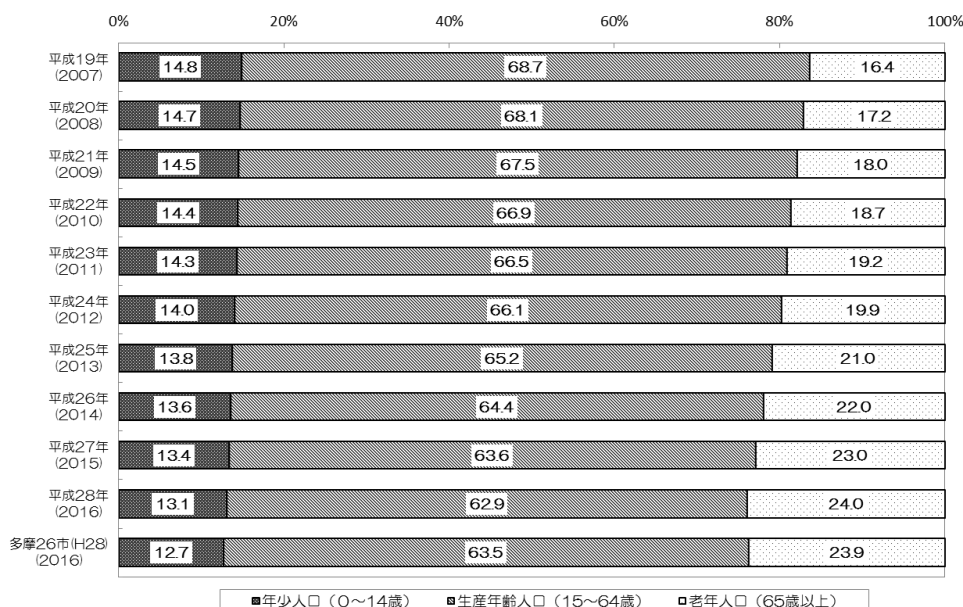 0% 20% 40% 60% 80% 100%
平成19年
(2007)
14.8 68.7 16.4
平成20年
(2008)
14.7 68.1 17.2
平成21年
(2009)
14.5 67.5 18.0
平成22年
(2010)
14.4 66.9 18.7
平成23年
(2011)
14.3 66.5 19.2
平成24年
(2012)
14.0 66.1 19.9
平成25年
(2013)
13.8 65.2 21.0
平成26年
(2014)
13.6 64.4 22.0
平成27年
(2015)
13.4 63.6 23.0
平成28年
(2016)
13.1 62.9 24.0
多摩26市(H28)
(2016)
12.7 63.5 23.9
年少人口（0～14歳） 生産年齢人口（15～64歳） 老年人口（65歳以上）